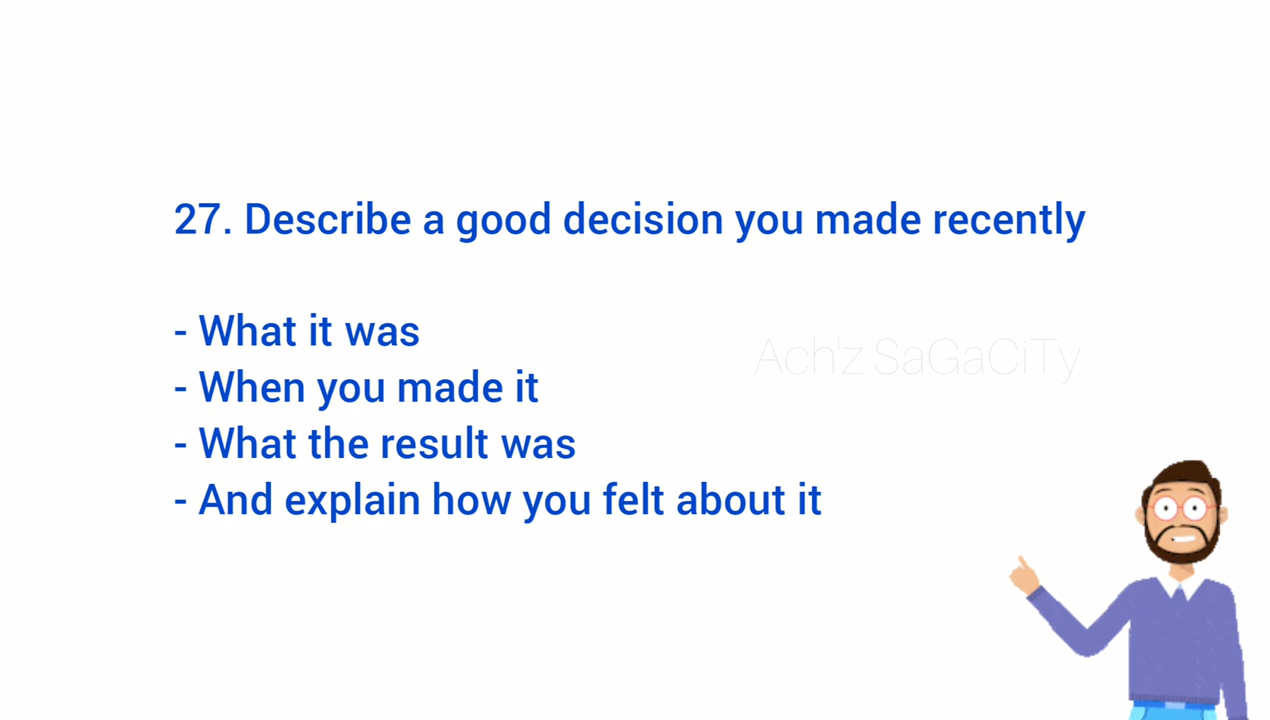 27. Describe a good decision you made recently
- What it was
Ach'z SaGaCiTy
- When you made it
- What the result was
- And explain how you felt about it